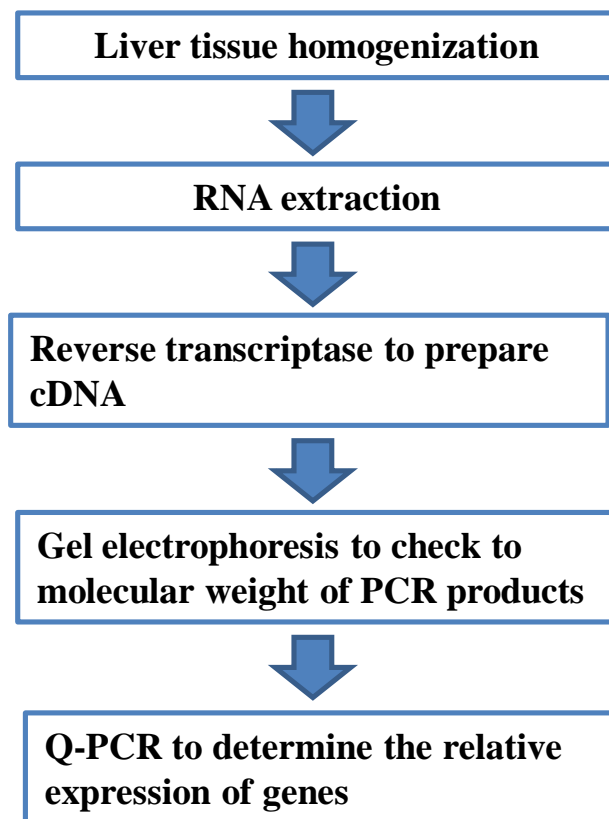 Liver tissue homogenization
RNA extraction
Reverse transcriptase to prepare
cDNA
Gel electrophoresis to check to
molecular weight of PCR products
Q-PCR to determine the relative
expression of genes